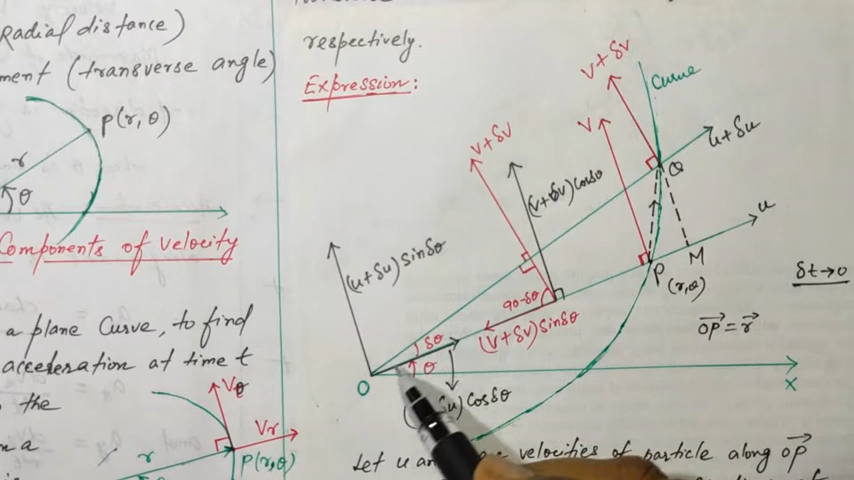 Radial distance)
ment (transverse angle)
P(r,θ)
r
θ
Components of velocity
a plane curve, to find
acceleration at time t
the
a
Vθ
Vr
r
P(r,θ)
respectively.
Expression:
V+δV
Curve
V
u+δu
V+δV
Q
(V+δV)cosδθ
u
(u+δu)sinδθ
P
(r,θ)
M
δt→0
90-δθ
(V+δV)sinδθ
OP = r
δθ
θ
O
X
u)cosδθ
Let u an velocities of particle along OP